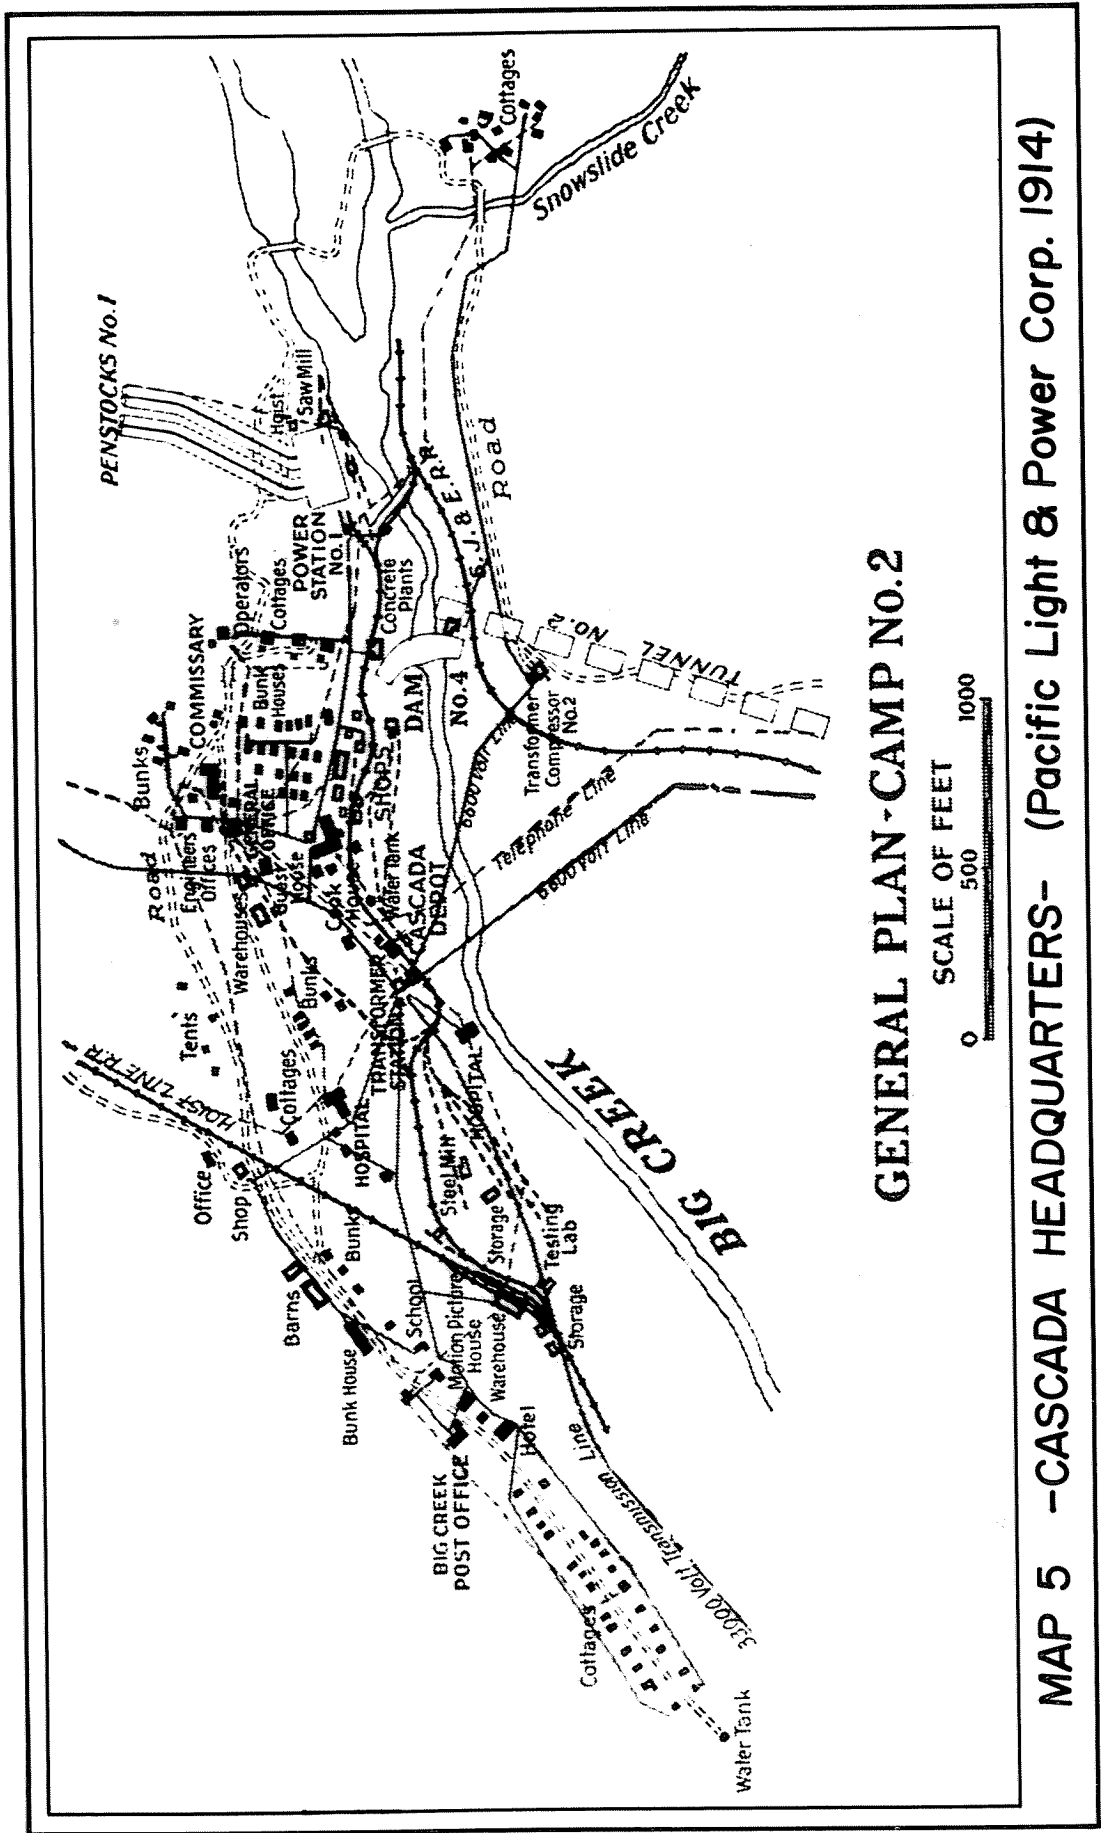 PENSTOCKS No.1
Cottages
Snowslide Creek
Hoist
Saw Mill
S. J. & E. R. R.
Road
POWER
STATION
NO.1
Operators
Cottages
Concrete
Plants
COMMISSARY
Bunk
Houses
Bunks
DAM
NO.4
TUNNEL NO.2
Transformer
Compressor
No.2
SHOPS
GENERAL
OFFICE
Engineers
Offices
Road
Guest
House
Cook
House
Water Tank
CASCADA
DEPOT
6600 Volt Line
Telephone Line
6600 Volt Line
Warehouses
Bunks
Tents
TRANSFORMER
STATION
HOSPITAL
Cottages
HOIST LINE R.R.
HOSPITAL
Office
Shop
Bunks
Steel Mill
Storage
Testing
Lab
Storage
BIG CREEK
Barns
School
Motion Picture
House
Warehouse
Bunk House
Hotel
BIG CREEK
POST OFFICE
33,000 Volt Transmission Line
Cottages
Water Tank
GENERAL PLAN-CAMP No.2
SCALE OF FEET
0 500 1000
MAP 5 -CASCADA HEADQUARTERS- (Pacific Light & Power Corp. 1914)